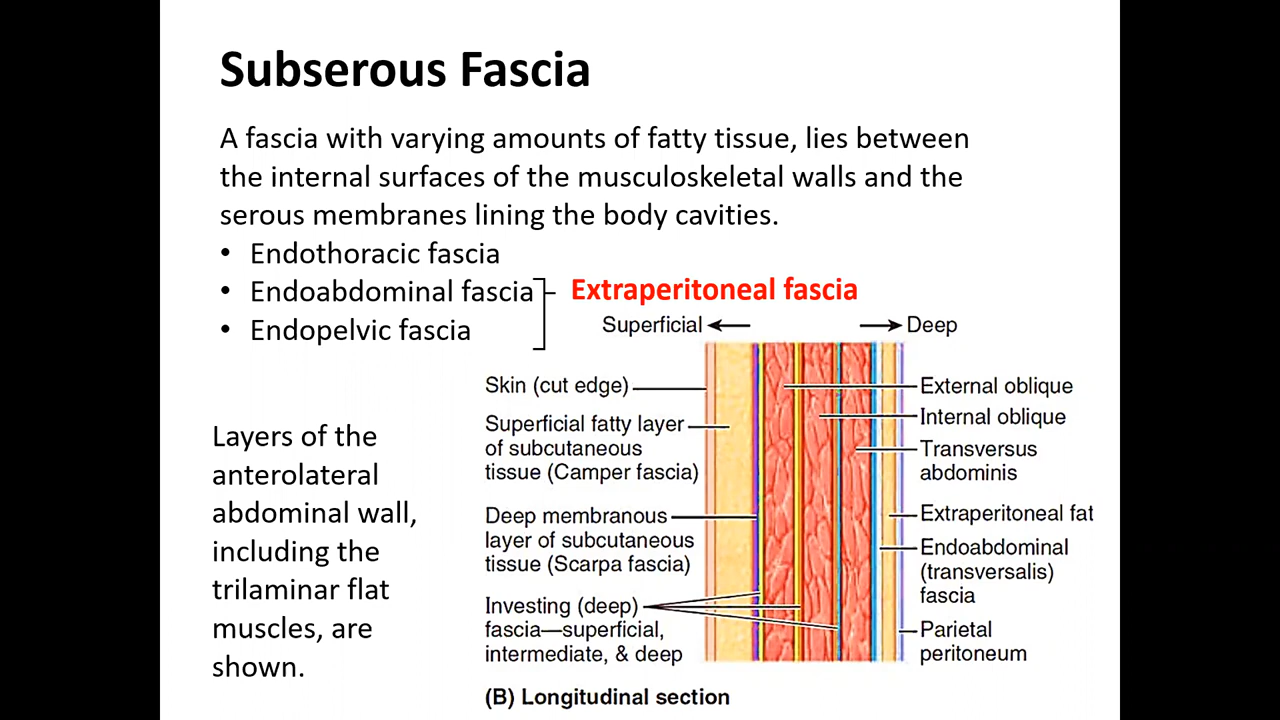 Subserous Fascia
A fascia with varying amounts of fatty tissue, lies between
the internal surfaces of the musculoskeletal walls and the
serous membranes lining the body cavities.
• Endothoracic fascia
• Endoabdominal fascia
Extraperitoneal fascia
• Endopelvic fascia
Layers of the
anterolateral
abdominal wall,
including the
trilaminar flat
muscles, are
shown.
Superficial
Deep
Skin (cut edge)
Superficial fatty layer
of subcutaneous
tissue (Camper fascia)
Deep membranous
layer of subcutaneous
tissue (Scarpa fascia)
Investing (deep)
fascia—superficial,
intermediate, & deep
External oblique
Internal oblique
Transversus
abdominis
Extraperitoneal fat
Endoabdominal
(transversalis)
fascia
Parietal
peritoneum
(B) Longitudinal section